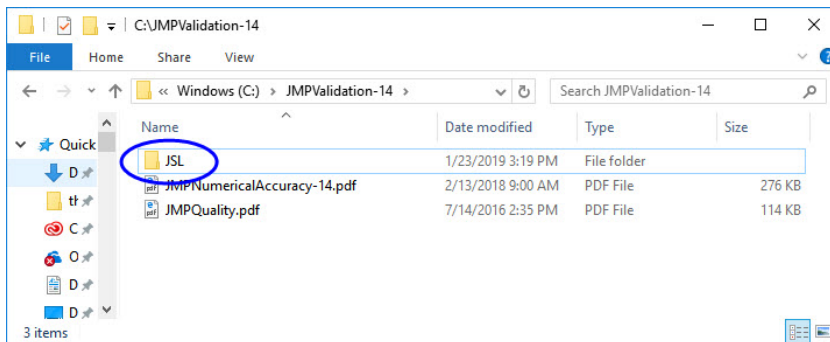 C:\JMPValidation-14
File Home Share View
« Windows (C:) > JMPValidation-14 > Search JMPValidation-14
Name Date modified Type Size
Quick
JSL 1/23/2019 3:19 PM File folder
D
JMPNumericalAccuracy-14.pdf 2/13/2018 9:00 AM PDF File 276 KB
th
JMPQuality.pdf 7/14/2016 2:35 PM PDF File 114 KB
C
O
D
D
3 items